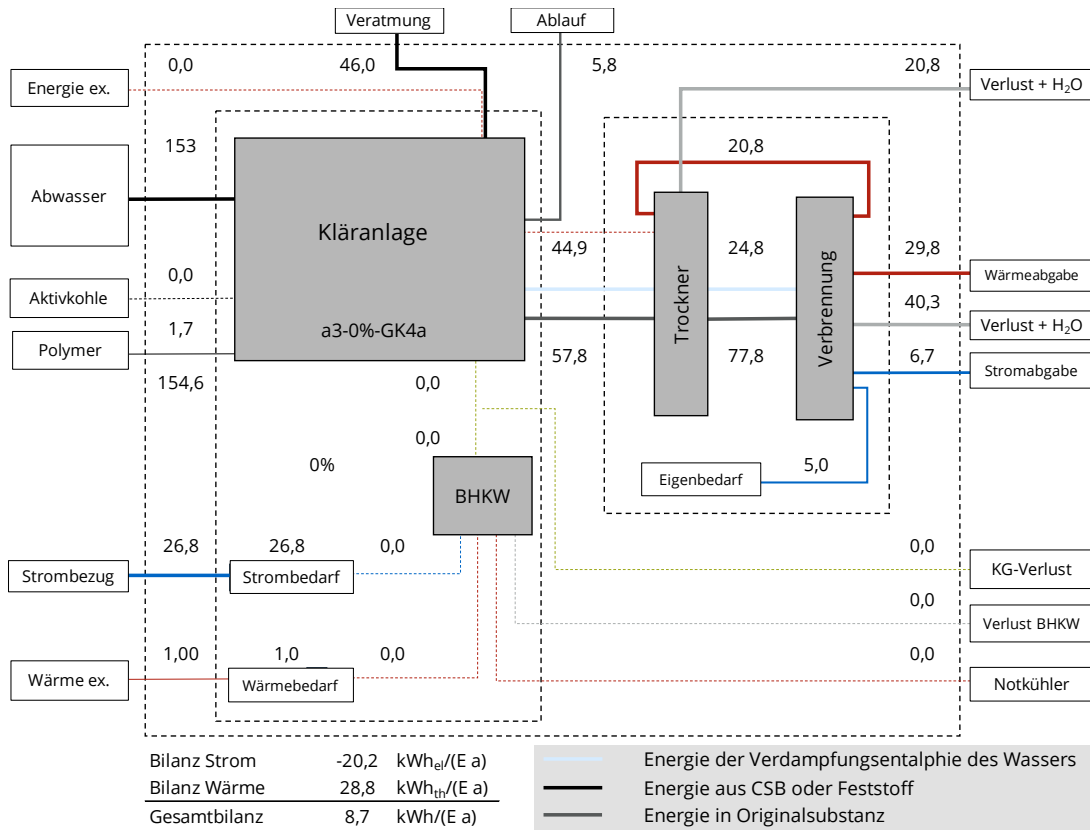 Veratmung
Ablauf
0,0
46,0
5,8
20,8
Energie ex.
Verlust + H₂O
153
20,8
Abwasser
Kläranlage
44,9
24,8
29,8
Trockner
Verbrennung
Wärmeabgabe
0,0
Aktivkohle
40,3
Verlust + H₂O
1,7
a3-0%-GK4a
Polymer
57,8
77,8
6,7
Stromabgabe
154,6
0,0
0,0
0%
5,0
Eigenbedarf
BHKW
26,8
26,8
0,0
0,0
Strombezug
Strombedarf
KG-Verlust
0,0
Verlust BHKW
1,00
1,0
0,0
0,0
Wärme ex.
Wärmebedarf
Notkühler
Bilanz Strom -20,2 kWhₑₗ/(E a)
Bilanz Wärme 28,8 kWhₜₕ/(E a)
Gesamtbilanz 8,7 kWh/(E a)
Energie der Verdampfungsentalphie des Wassers
Energie aus CSB oder Feststoff
Energie in Originalsubstanz